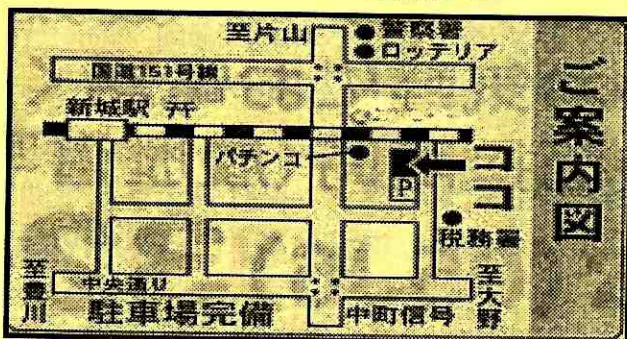 ご案内図
至片山
警察署
ロッテリア
国道151号線
新城駅
パチンコ
ココ
P
税務署
至豊川
中央通り
至大野
駐車場完備
中町信号